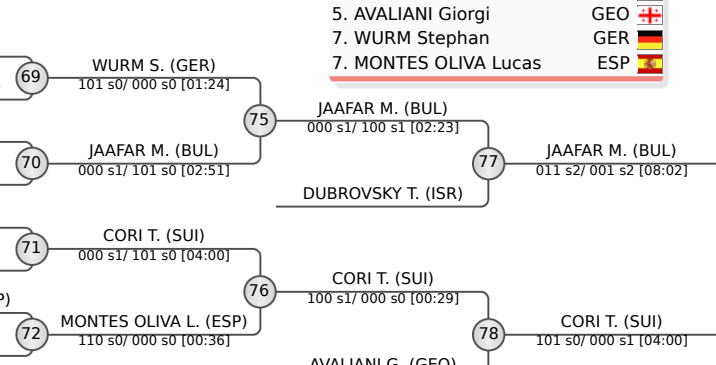 5. AVALIANI Giorgi GEO
7. WURM Stephan GER
7. MONTES OLIVA Lucas ESP
69
WURM S. (GER)
101 s0/ 000 s0 [01:24]
75
JAAFAR M. (BUL)
000 s1/ 100 s1 [02:23]
70
JAAFAR M. (BUL)
000 s1/ 101 s0 [02:51]
77
JAAFAR M. (BUL)
011 s2/ 001 s2 [08:02]
DUBROVSKY T. (ISR)
71
CORI T. (SUI)
000 s1/ 101 s0 [04:00]
76
CORI T. (SUI)
100 s1/ 000 s0 [00:29]
P)
72
MONTES OLIVA L. (ESP)
110 s0/ 000 s0 [00:36]
78
CORI T. (SUI)
101 s0/ 000 s1 [04:00]
AVALIANI G. (GEO)